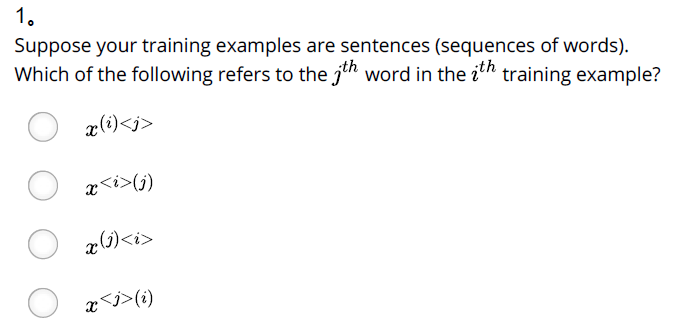 1.
Suppose your training examples are sentences (sequences of words).
Which of the following refers to the j^{th} word in the i^{th} training example?
x^{(i)<j>}
x^{<i>(j)}
x^{(j)<i>}
x^{<j>(i)}